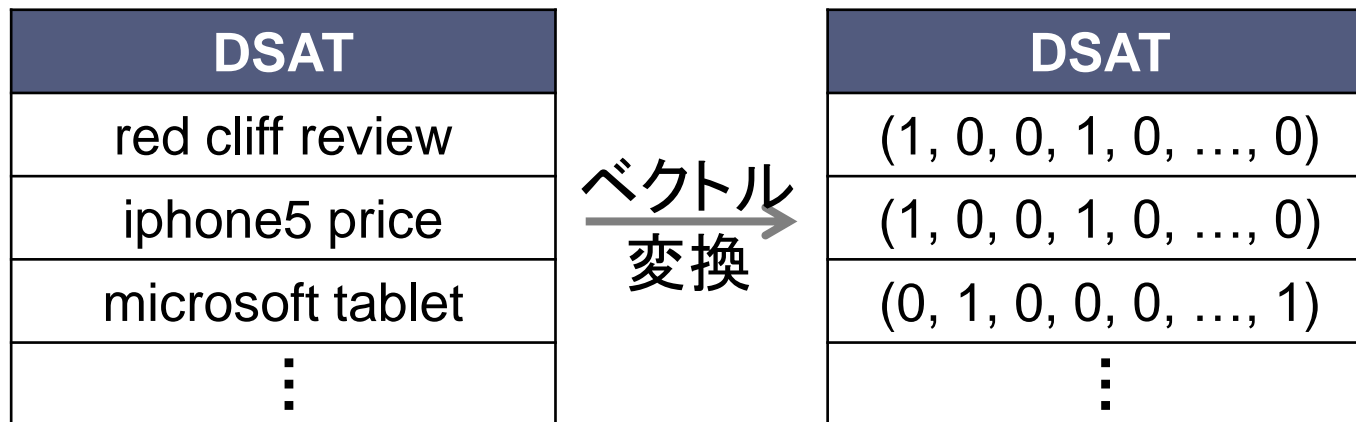 DSAT
red cliff review
iphone5 price
microsoft tablet
⋮
ベクトル
変換
DSAT
(1, 0, 0, 1, 0, …, 0)
(1, 0, 0, 1, 0, …, 0)
(0, 1, 0, 0, 0, …, 1)
⋮